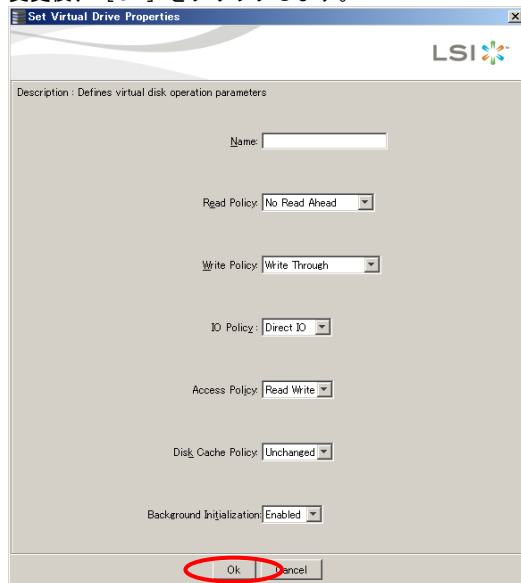 Set Virtual Drive Properties
LSI
Description : Defines virtual disk operation parameters
Name:
Read Policy: No Read Ahead
Write Policy: Write Through
IO Policy : Direct IO
Access Policy: Read Write
Disk Cache Policy: Unchanged
Background Initialization: Enabled
Ok Cancel